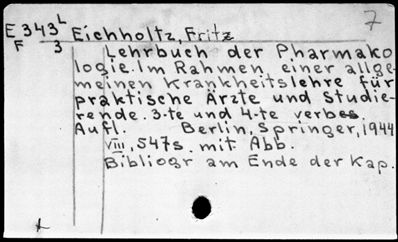 7
E 343L Eichholtz, Fritz
F 3
Lehrbuch der Pharmako
logie. Im Rahmen einer allge-
meinen Krankheitslehre für
praktische Ärzte und Studie-
rende. 3-te und 4-te verbes.
Aufl. Berlin, Springer, 1944
VIII, 547s. mit Abb.
Bibliogr am Ende der Kap.